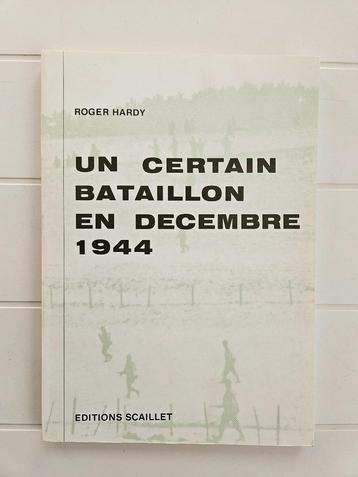 ROGER HARDY
UN CERTAIN
BATAILLON
EN DECEMBRE
1944
EDITIONS SCAILLET